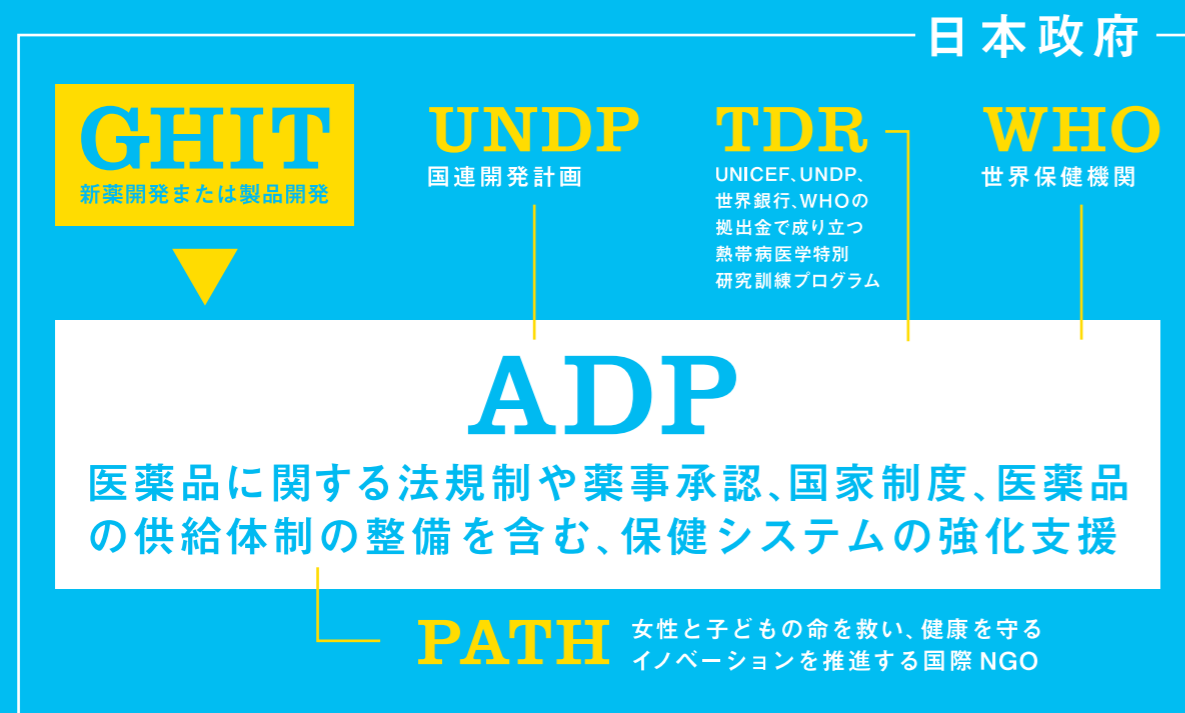 日本政府
GHIT
新薬開発または製品開発
UNDP
国連開発計画
TDR
UNICEF、UNDP、
世界銀行、WHOの
拠出金で成り立つ
熱帯病医学特別
研究訓練プログラム
WHO
世界保健機関
ADP
医薬品に関する法規制や薬事承認、国家制度、医薬品
の供給体制の整備を含む、保健システムの強化支援
PATH
女性と子どもの命を救い、健康を守る
イノベーションを推進する国際 NGO